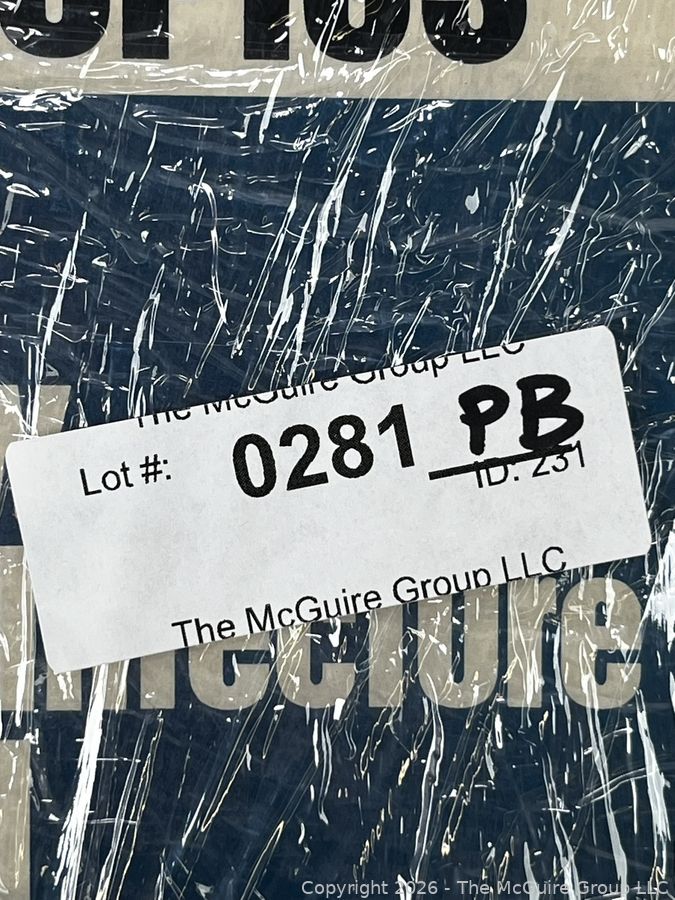 The McGuire Group LLC
Lot #: 0281 PB
ID: 231
The McGuire Group LLC
Copyright 2026 - The McGuire Group LLC